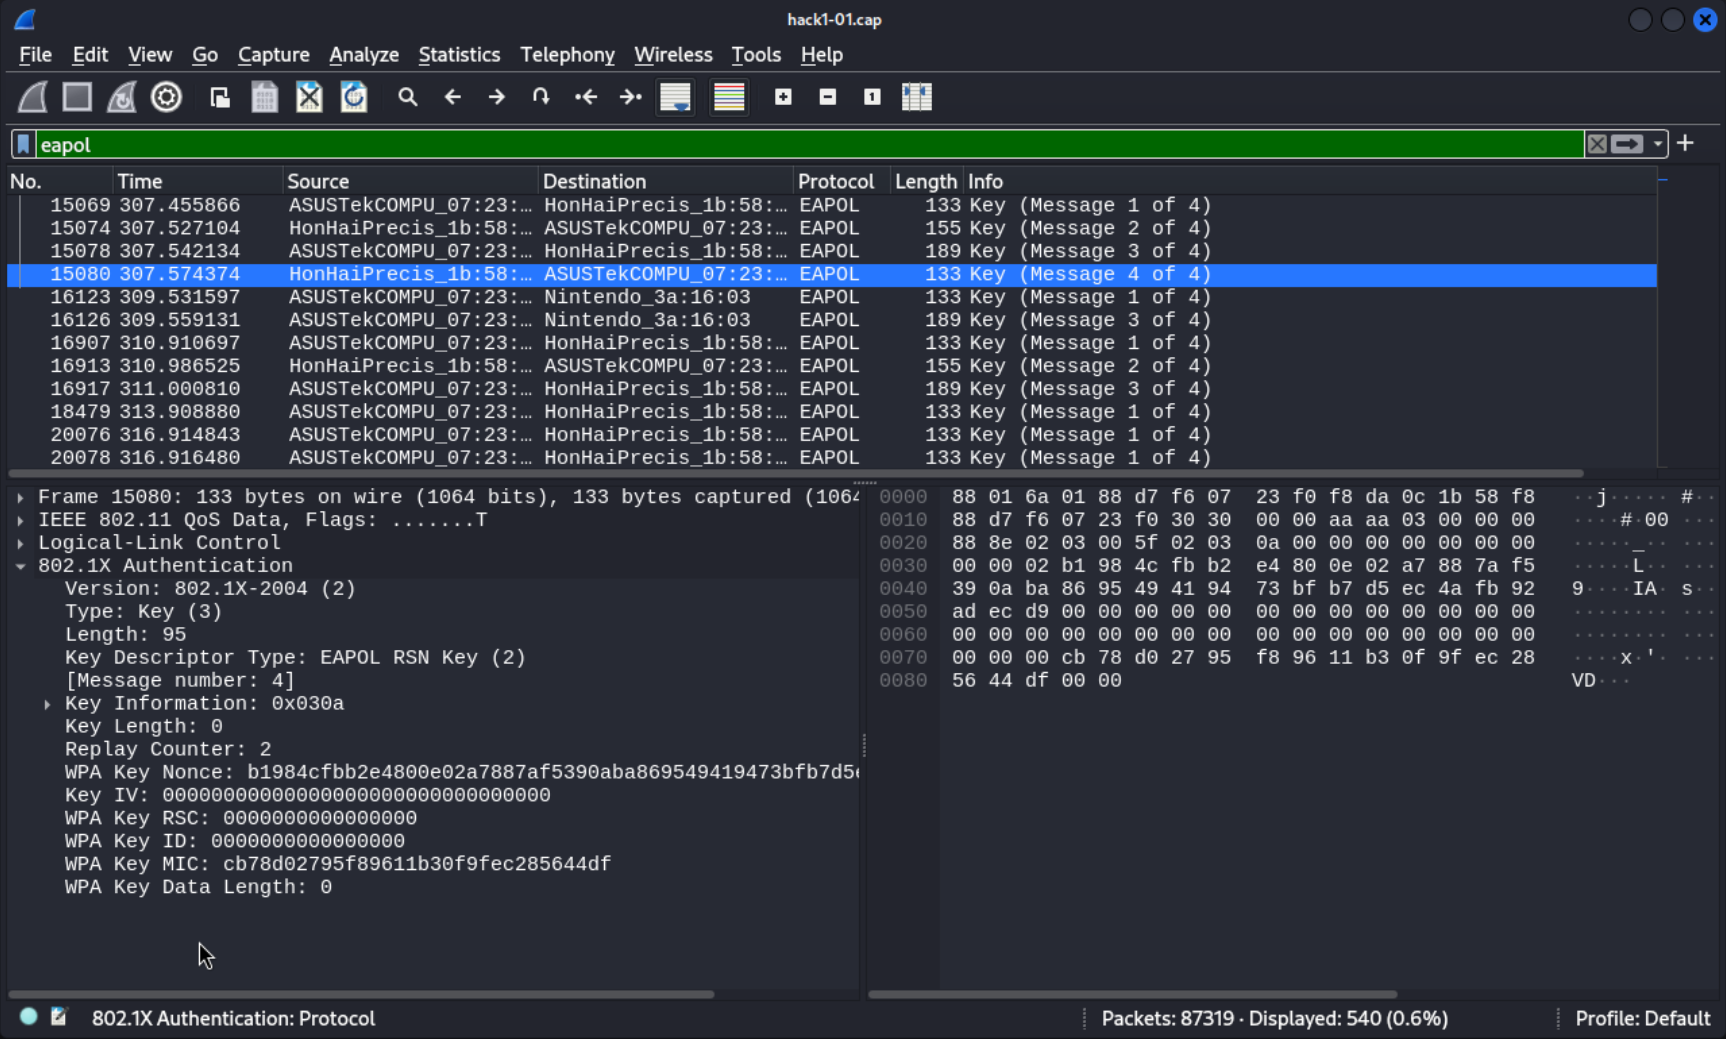 hack1-01.cap
File Edit View Go Capture Analyze Statistics Telephony Wireless Tools Help
eapol
No. Time Source Destination Protocol Length Info
15069 307.455866 ASUSTekCOMPU_07:23:… HonHaiPrecis_1b:58:… EAPOL 133 Key (Message 1 of 4)
15074 307.527104 HonHaiPrecis_1b:58:… ASUSTekCOMPU_07:23:… EAPOL 155 Key (Message 2 of 4)
15078 307.542134 ASUSTekCOMPU_07:23:… HonHaiPrecis_1b:58:… EAPOL 189 Key (Message 3 of 4)
15080 307.574374 HonHaiPrecis_1b:58:… ASUSTekCOMPU_07:23:… EAPOL 133 Key (Message 4 of 4)
16123 309.531597 ASUSTekCOMPU_07:23:… Nintendo_3a:16:03 EAPOL 133 Key (Message 1 of 4)
16126 309.559131 ASUSTekCOMPU_07:23:… Nintendo_3a:16:03 EAPOL 189 Key (Message 3 of 4)
16907 310.910697 ASUSTekCOMPU_07:23:… HonHaiPrecis_1b:58:… EAPOL 133 Key (Message 1 of 4)
16913 310.986525 HonHaiPrecis_1b:58:… ASUSTekCOMPU_07:23:… EAPOL 155 Key (Message 2 of 4)
16917 311.000810 ASUSTekCOMPU_07:23:… HonHaiPrecis_1b:58:… EAPOL 189 Key (Message 3 of 4)
18479 313.908880 ASUSTekCOMPU_07:23:… HonHaiPrecis_1b:58:… EAPOL 133 Key (Message 1 of 4)
20076 316.914843 ASUSTekCOMPU_07:23:… HonHaiPrecis_1b:58:… EAPOL 133 Key (Message 1 of 4)
20078 316.916480 ASUSTekCOMPU_07:23:… HonHaiPrecis_1b:58:… EAPOL 133 Key (Message 1 of 4)
Frame 15080: 133 bytes on wire (1064 bits), 133 bytes captured (1064
IEEE 802.11 QoS Data, Flags: .......T
Logical-Link Control
802.1X Authentication
Version: 802.1X-2004 (2)
Type: Key (3)
Length: 95
Key Descriptor Type: EAPOL RSN Key (2)
[Message number: 4]
Key Information: 0x030a
Key Length: 0
Replay Counter: 2
WPA Key Nonce: b1984cfbb2e4800e02a7887af5390aba869549419473bfb7d5e
Key IV: 00000000000000000000000000000000
WPA Key RSC: 0000000000000000
WPA Key ID: 0000000000000000
WPA Key MIC: cb78d02795f89611b30f9fec285644df
WPA Key Data Length: 0
0000 88 01 6a 01 88 d7 f6 07 23 f0 f8 da 0c 1b 58 f8 ··j····· #··
0010 88 d7 f6 07 23 f0 30 30 00 00 aa aa 03 00 00 00 ····#·00 ···
0020 88 8e 02 03 00 5f 02 03 0a 00 00 00 00 00 00 00 ·····_·· ···
0030 00 00 02 b1 98 4c fb b2 e4 80 0e 02 a7 88 7a f5 ·····L·· ···
0040 39 0a ba 86 95 49 41 94 73 bf b7 d5 ec 4a fb 92 9····IA· s··
0050 ad ec d9 00 00 00 00 00 00 00 00 00 00 00 00 00 ········ ···
0060 00 00 00 00 00 00 00 00 00 00 00 00 00 00 00 00 ········ ···
0070 00 00 00 cb 78 d0 27 95 f8 96 11 b3 0f 9f ec 28 ····x·'· ···
0080 56 44 df 00 00 VD···
802.1X Authentication: Protocol
Packets: 87319 · Displayed: 540 (0.6%)
Profile: Default